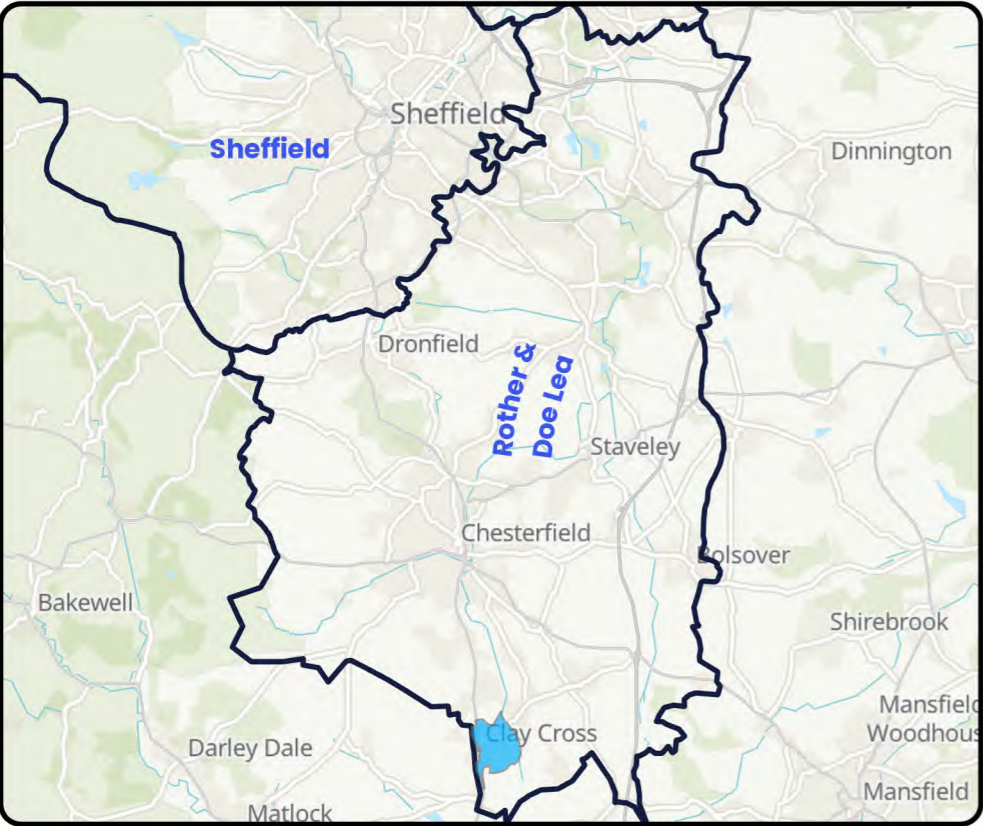 Sheffield
Sheffield
Dinnington
Dronfield
Rother &
Doe Lea
Staveley
Chesterfield
Bolsover
Bakewell
Shirebrook
Mansfield
Woodhous
Clay Cross
Darley Dale
Mansfield
Matlock